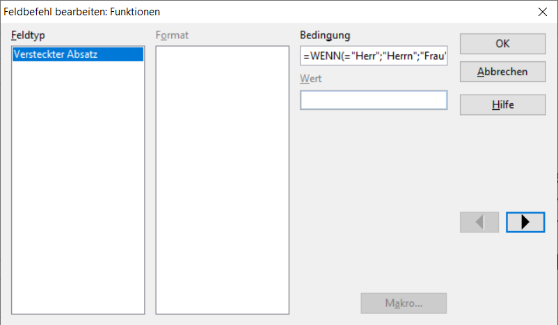 Feldbefehl bearbeiten: Funktionen
Feldtyp
Format
Bedingung
OK
Versteckter Absatz
=WENN(="Herr";"Herrn";"Frau"
Wert
Abbrechen
Hilfe
Makro...